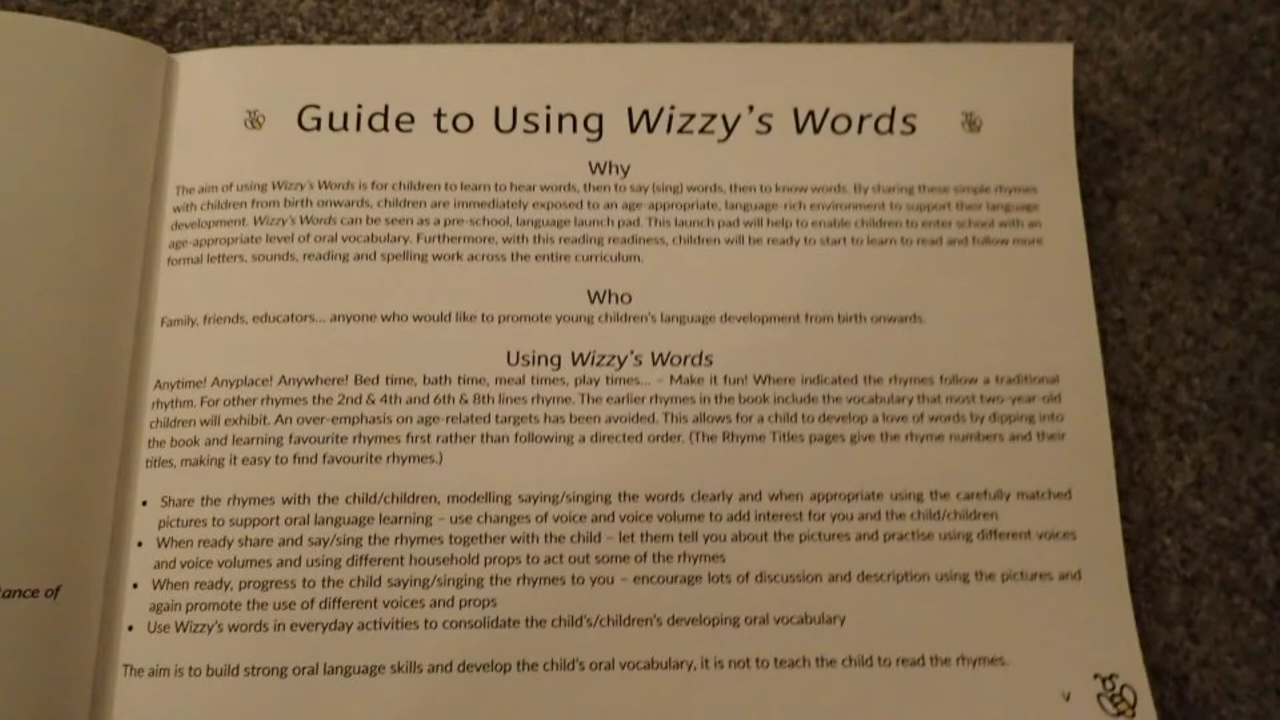 Guide to Using Wizzy's Words
Why
The aim of using Wizzy's Words is for children to learn to hear words, then to say (sing) words, then to know words. By sharing these simple rhymes
with children from birth onwards, children are immediately exposed to an age-appropriate, language-rich environment to support their language
development. Wizzy's Words can be seen as a pre-school, language launch pad. This launch pad will help to enable children to enter school with an
age-appropriate level of oral vocabulary. Furthermore, with this reading readiness, children will be ready to start to learn to read and follow more
formal letters, sounds, reading and spelling work across the entire curriculum.
Who
Family, friends, educators... anyone who would like to promote young children's language development from birth onwards.
Using Wizzy's Words
Anytime! Anyplace! Anywhere! Bed time, bath time, meal times, play times... – Make it fun! Where indicated the rhymes follow a traditional
rhythm. For other rhymes the 2nd & 4th and 6th & 8th lines rhyme. The earlier rhymes in the book include the vocabulary that most two-year-old
children will exhibit. An over-emphasis on age-related targets has been avoided. This allows for a child to develop a love of words by dipping into
the book and learning favourite rhymes first rather than following a directed order. (The Rhyme Titles pages give the rhyme numbers and their
titles, making it easy to find favourite rhymes.)
• Share the rhymes with the child/children, modelling saying/singing the words clearly and when appropriate using the carefully matched
pictures to support oral language learning – use changes of voice and voice volume to add interest for you and the child/children
• When ready share and say/sing the rhymes together with the child – let them tell you about the pictures and practise using different voices
and voice volumes and using different household props to act out some of the rhymes
• When ready, progress to the child saying/singing the rhymes to you – encourage lots of discussion and description using the pictures and
again promote the use of different voices and props
• Use Wizzy's words in everyday activities to consolidate the child's/children's developing oral vocabulary
The aim is to build strong oral language skills and develop the child's oral vocabulary, it is not to teach the child to read the rhymes.
v
ance of